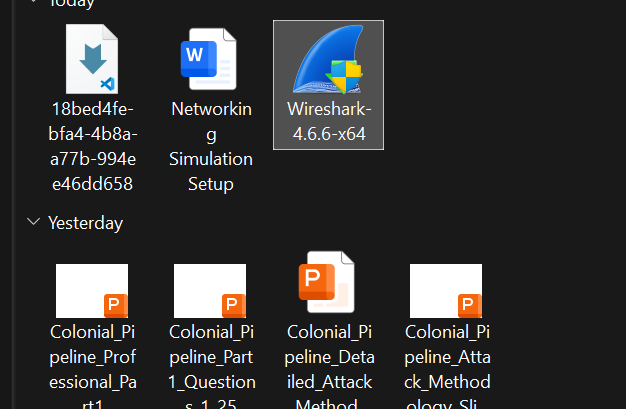 Today
18bed4fe-
bfa4-4b8a-
a77b-994e
e46dd658
Networkin
g
Simulation
Setup
Wireshark-
4.6.6-x64
Yesterday
Colonial_Pi
peline_Prof
essional_Pa
rt1
Colonial_Pi
peline_Part
1_Question
s_1_25
Colonial_Pi
peline_Deta
iled_Attack
Method
Colonial_Pi
peline_Atta
ck_Method
ology_Sli